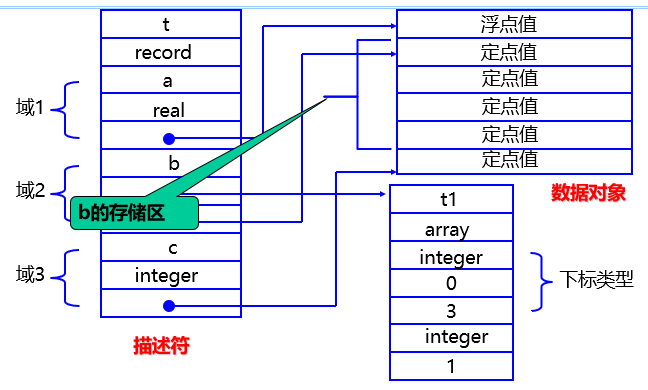 t
record
a
real
b
c
integer
域1
域2
域3
b的存储区
描述符
浮点值
定点值
定点值
定点值
定点值
定点值
数据对象
t1
array
integer
0
3
integer
1
下标类型